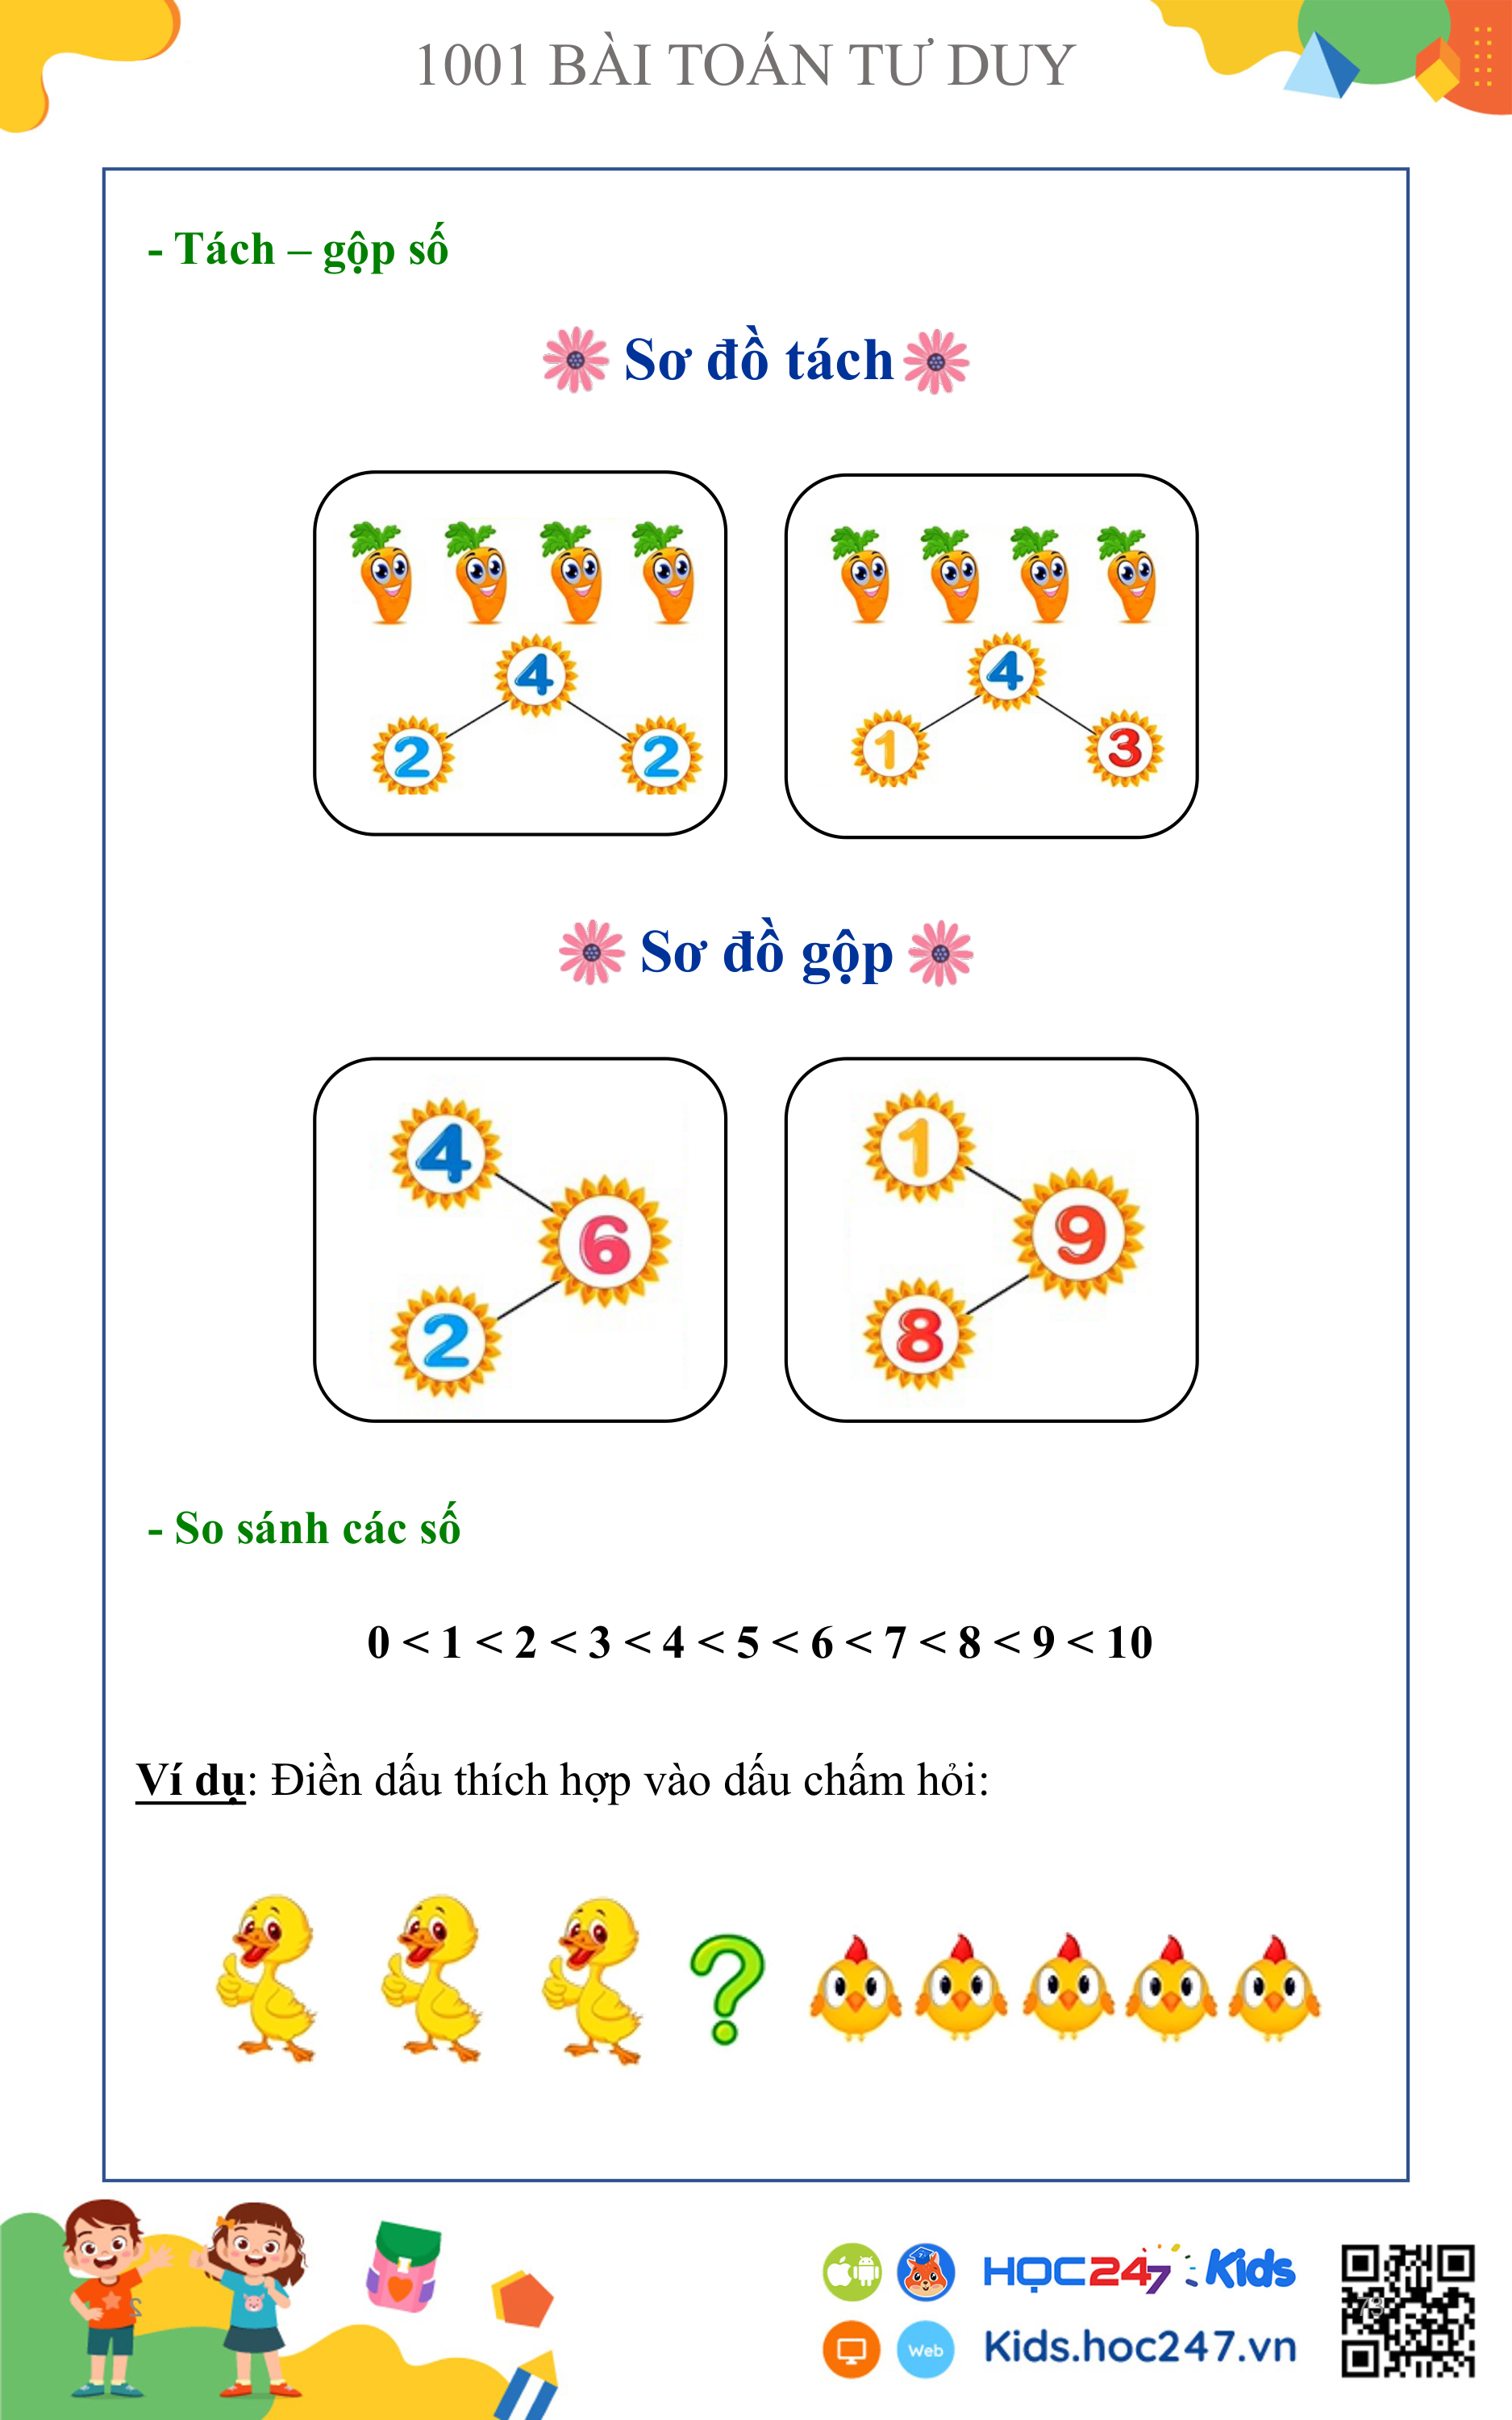 1001 BÀI TOÁN TƯ DUY
- Tách – gộp số
Sơ đồ tách
4
2 2
4
1 3
Sơ đồ gộp
4
6
2
1
9
8
- So sánh các số
0 < 1 < 2 < 3 < 4 < 5 < 6 < 7 < 8 < 9 < 10
Ví dụ: Điền dấu thích hợp vào dấu chấm hỏi:
?
HỌC247 Kids
Web Kids.hoc247.vn
73
2